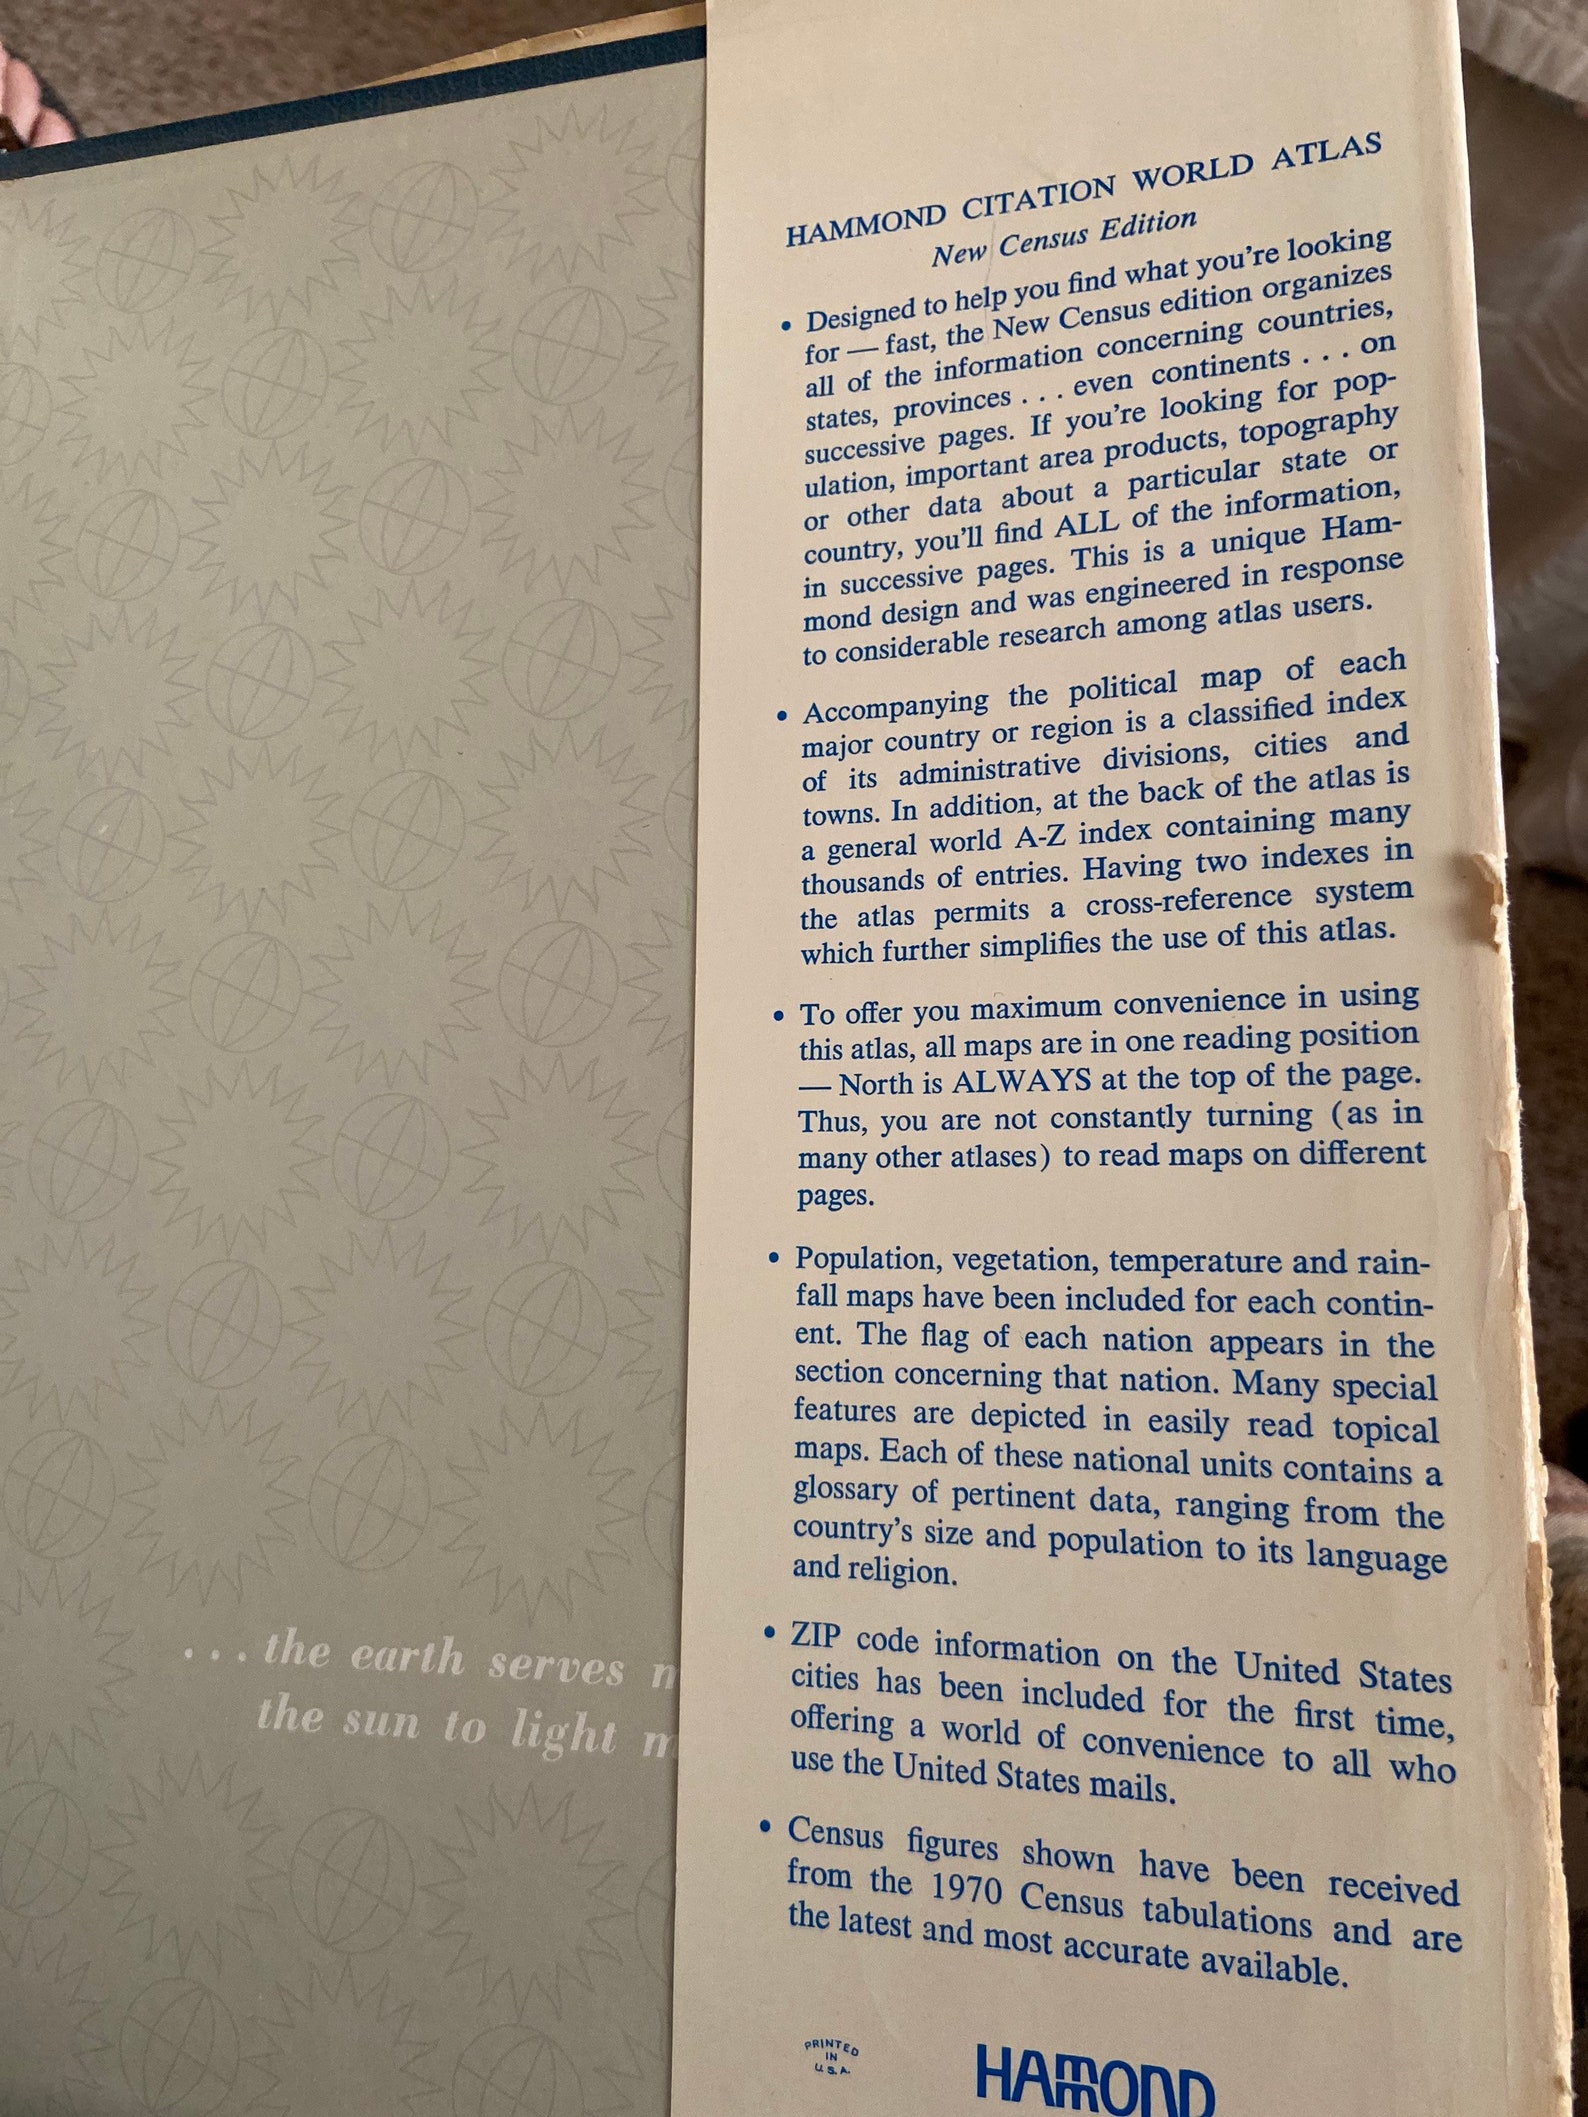 HAMMOND CITATION WORLD ATLAS
New Census Edition
• Designed to help you find what you're looking
for — fast, the New Census edition organizes
all of the information concerning countries,
states, provinces . . . even continents . . . on
successive pages. If you're looking for pop-
ulation, important area products, topography
or other data about a particular state or
country, you'll find ALL of the information,
in successive pages. This is a unique Ham-
mond design and was engineered in response
to considerable research among atlas users.
• Accompanying the political map of each
major country or region is a classified index
of its administrative divisions, cities and
towns. In addition, at the back of the atlas is
a general world A-Z index containing many
thousands of entries. Having two indexes in
the atlas permits a cross-reference system
which further simplifies the use of this atlas.
• To offer you maximum convenience in using
this atlas, all maps are in one reading position
— North is ALWAYS at the top of the page.
Thus, you are not constantly turning (as in
many other atlases) to read maps on different
pages.
• Population, vegetation, temperature and rain-
fall maps have been included for each contin-
ent. The flag of each nation appears in the
section concerning that nation. Many special
features are depicted in easily read topical
maps. Each of these national units contains a
glossary of pertinent data, ranging from the
country's size and population to its language
and religion.
• ZIP code information on the United States
cities has been included for the first time,
offering a world of convenience to all who
use the United States mails.
• Census figures shown have been received
from the 1970 Census tabulations and are
the latest and most accurate available.
PRINTED
IN
U.S.A.
HAMMOND
. . . the earth serves
the sun to light